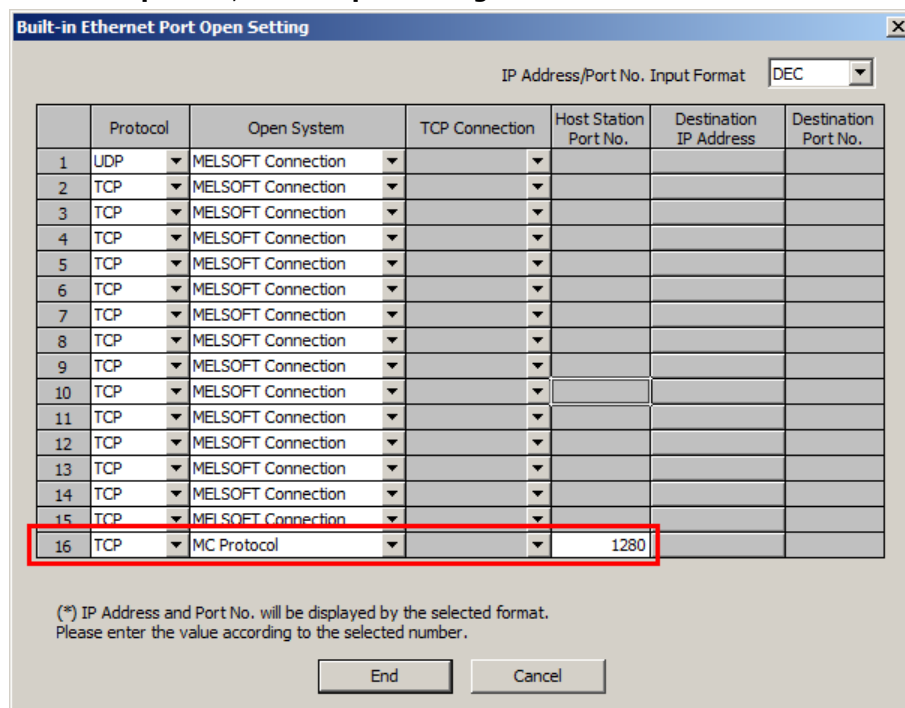 Built-in Ethernet Port Open Setting
IP Address/Port No. Input Format DEC
Protocol Open System TCP Connection Host Station Port No. Destination IP Address Destination Port No.
1 UDP MELSOFT Connection
2 TCP MELSOFT Connection
3 TCP MELSOFT Connection
4 TCP MELSOFT Connection
5 TCP MELSOFT Connection
6 TCP MELSOFT Connection
7 TCP MELSOFT Connection
8 TCP MELSOFT Connection
9 TCP MELSOFT Connection
10 TCP MELSOFT Connection
11 TCP MELSOFT Connection
12 TCP MELSOFT Connection
13 TCP MELSOFT Connection
14 TCP MELSOFT Connection
15 TCP MELSOFT Connection
16 TCP MC Protocol 1280
(*) IP Address and Port No. will be displayed by the selected format.
Please enter the value according to the selected number.
End Cancel